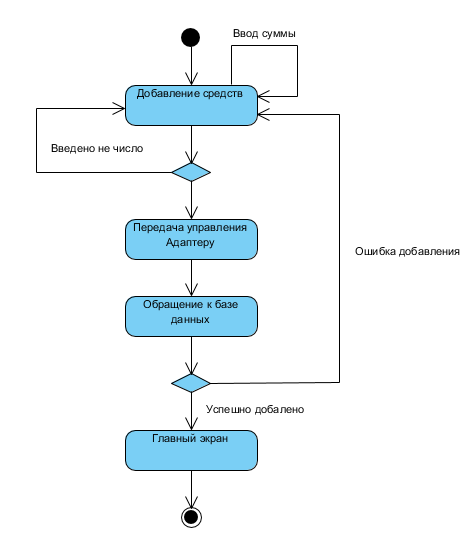 Ввод суммы
Добавление средств
Введено не число
Передача управления
Адаптеру
Ошибка добавления
Обращение к базе
данных
Успешно добалено
Главный экран